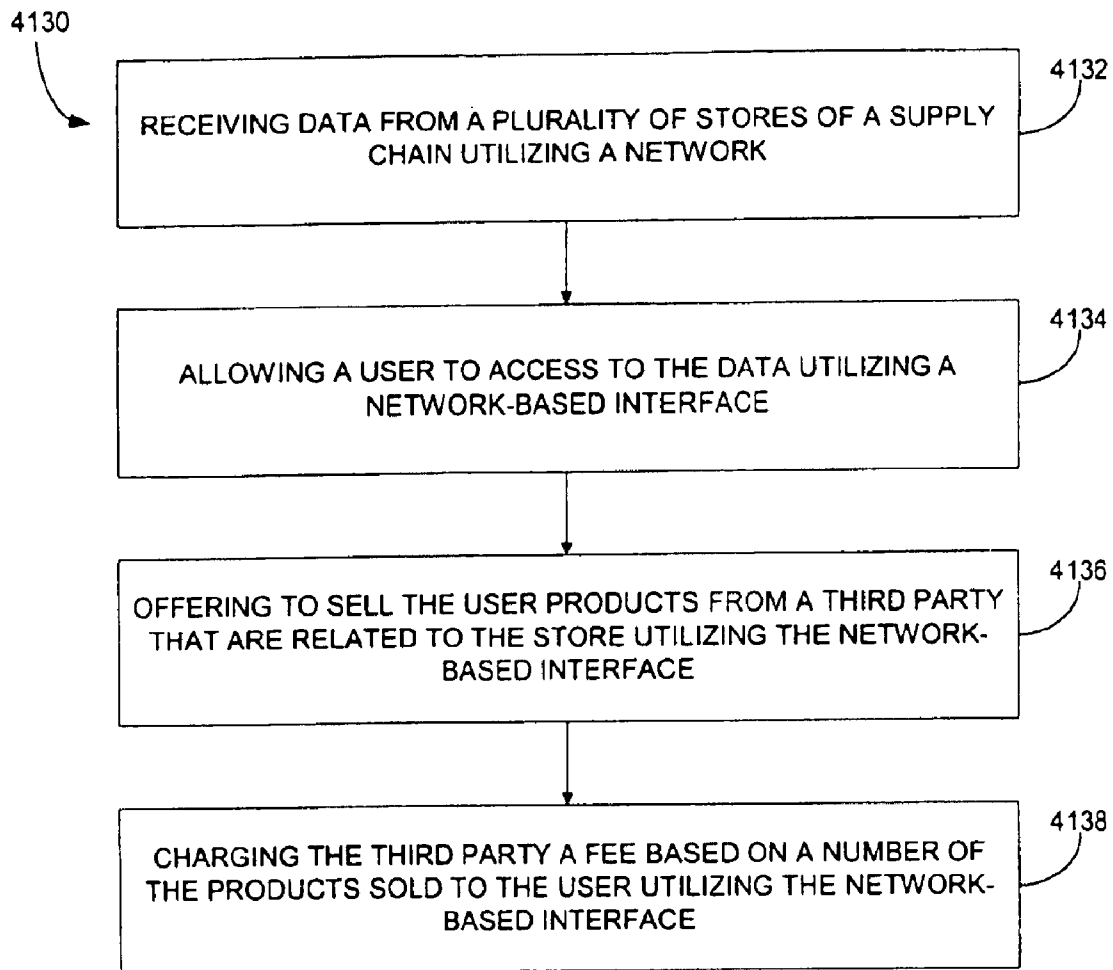 4130
4132
RECEIVING DATA FROM A PLURALITY OF STORES OF A SUPPLY
CHAIN UTILIZING A NETWORK
4134
ALLOWING A USER TO ACCESS TO THE DATA UTILIZING A
NETWORK-BASED INTERFACE
4136
OFFERING TO SELL THE USER PRODUCTS FROM A THIRD PARTY
THAT ARE RELATED TO THE STORE UTILIZING THE NETWORK-
BASED INTERFACE
4138
CHARGING THE THIRD PARTY A FEE BASED ON A NUMBER OF
THE PRODUCTS SOLD TO THE USER UTILIZING THE NETWORK-
BASED INTERFACE